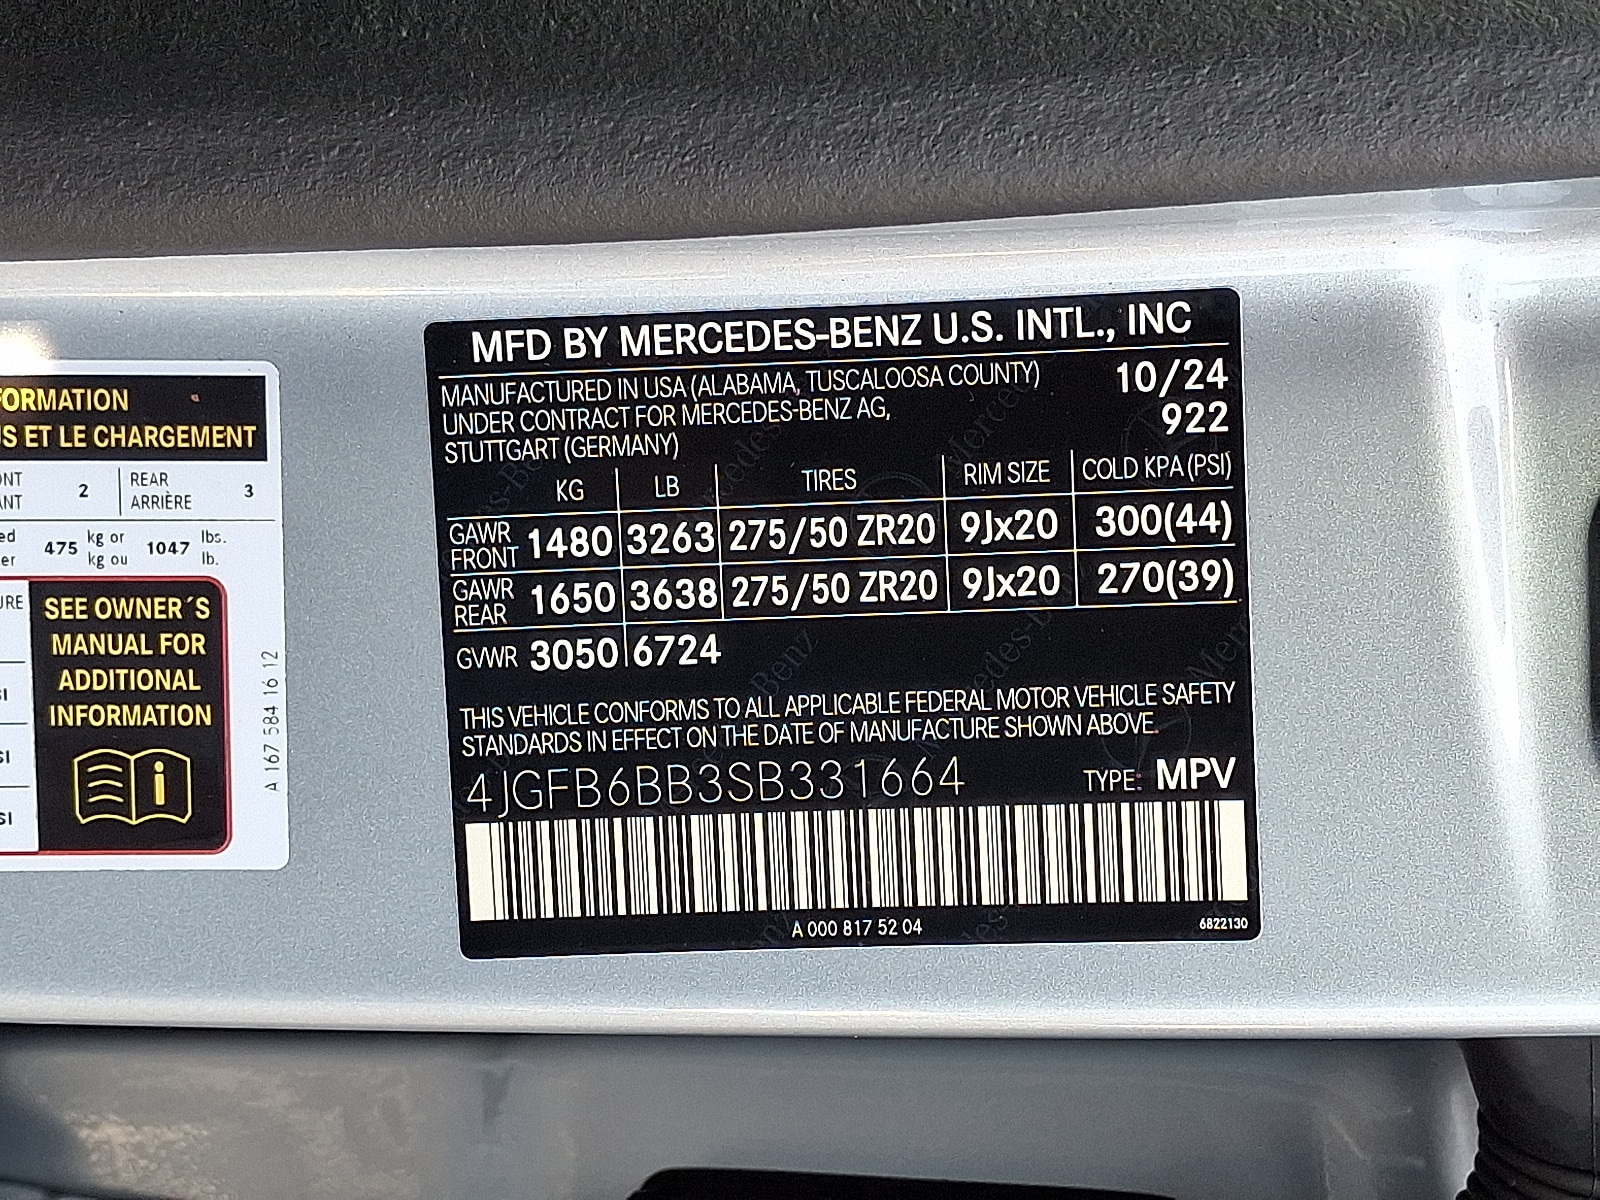 ORMATION
S ET LE CHARGEMENT
NT
ANT
2
REAR
ARRIÈRE
3
ed
er
475
kg or
kg ou
1047
lbs.
lb.
URE
SEE OWNER´S
MANUAL FOR
ADDITIONAL
INFORMATION
SI
SI
SI
A 167 584 16 12
MFD BY MERCEDES-BENZ U.S. INTL., INC
MANUFACTURED IN USA (ALABAMA, TUSCALOOSA COUNTY) 10/24
UNDER CONTRACT FOR MERCEDES-BENZ AG, 922
STUTTGART (GERMANY)
KG LB TIRES RIM SIZE COLD KPA (PSI)
GAWR FRONT 1480 3263 275/50 ZR20 9Jx20 300(44)
GAWR REAR 1650 3638 275/50 ZR20 9Jx20 270(39)
GVWR 3050 6724
THIS VEHICLE CONFORMS TO ALL APPLICABLE FEDERAL MOTOR VEHICLE SAFETY
STANDARDS IN EFFECT ON THE DATE OF MANUFACTURE SHOWN ABOVE.
4JGFB6BB3SB331664 TYPE: MPV
A 000 817 52 04 6822130